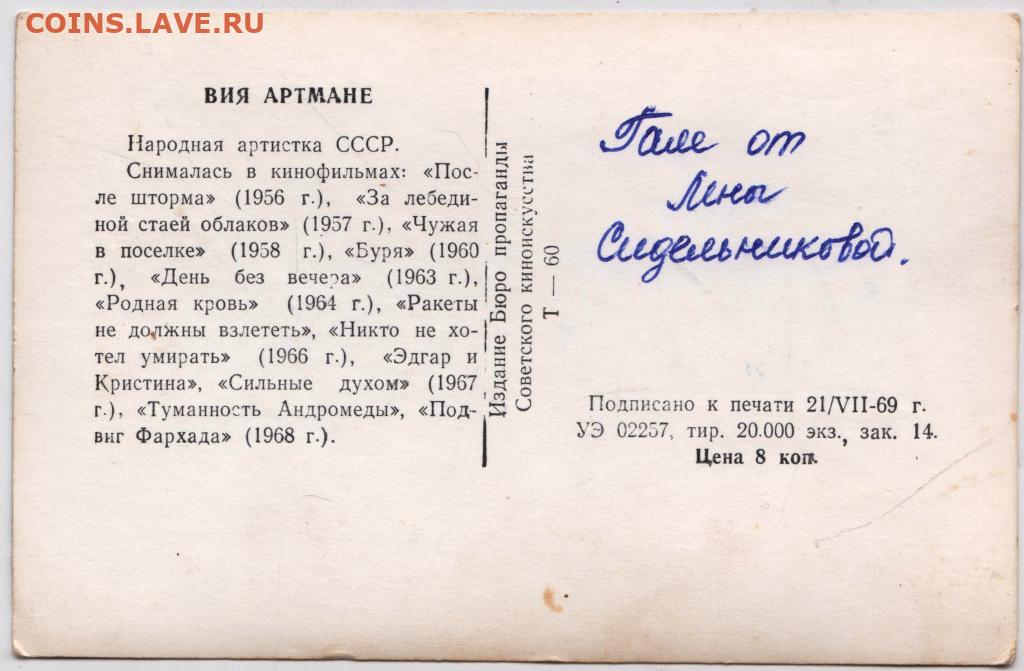 COINS.LAVE.RU
ВИЯ АРТМАНЕ
Народная артистка СССР.
Снималась в кинофильмах: «Пос-
ле шторма» (1956 г.), «За лебеди-
ной стаей облаков» (1957 г.), «Чужая
в поселке» (1958 г.), «Буря» (1960
г.), «День без вечера» (1963 г.),
«Родная кровь» (1964 г.), «Ракеты
не должны взлететь», «Никто не хо-
тел умирать» (1966 г.), «Эдгар и
Кристина», «Сильные духом» (1967
г.), «Туманность Андромеды», «Под-
виг Фархада» (1968 г.).
Издание Бюро пропаганды
Советского киноискусства
Т — 60
Гале от
Лены
Сидельниковой.
Подписано к печати 21/VII-69 г.
УЭ 02257, тир. 20.000 экз., зак. 14.
Цена 8 коп.